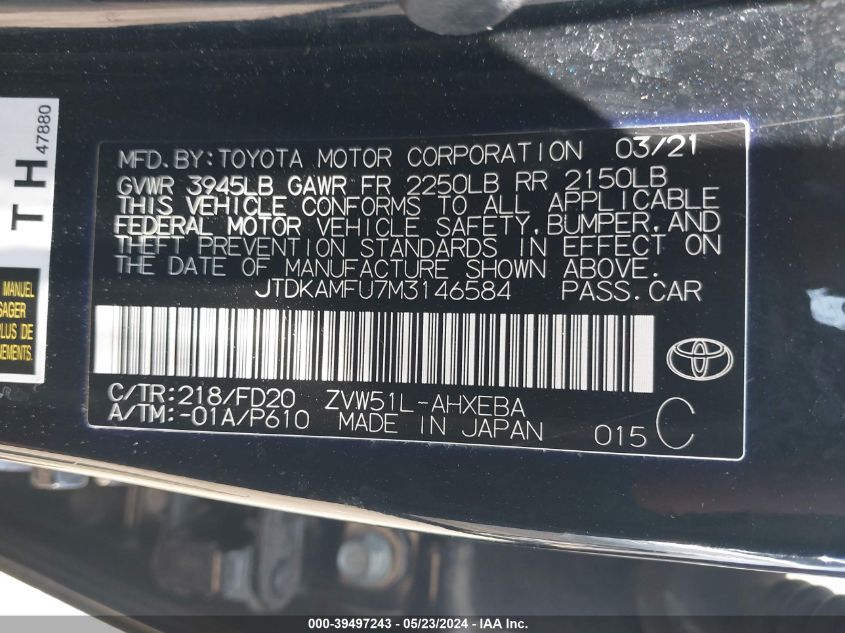 TH 47880
MANUEL
SAGER
PLUS DE
NEMENTS.
MFD. BY: TOYOTA MOTOR CORPORATION 03/21
GVWR 3945LB GAWR FR 2250LB RR 2150LB
THIS VEHICLE CONFORMS TO ALL APPLICABLE
FEDERAL MOTOR VEHICLE SAFETY, BUMPER, AND
THEFT PREVENTION STANDARDS IN EFFECT ON
THE DATE OF MANUFACTURE SHOWN ABOVE.
JTDKAMFU7M3146584 PASS. CAR
C/TR: 218/FD20 ZVW51L-AHXEBA
A/TM: -01A/P610 MADE IN JAPAN 015 C
000-39497243 - 05/23/2024 - IAA Inc.